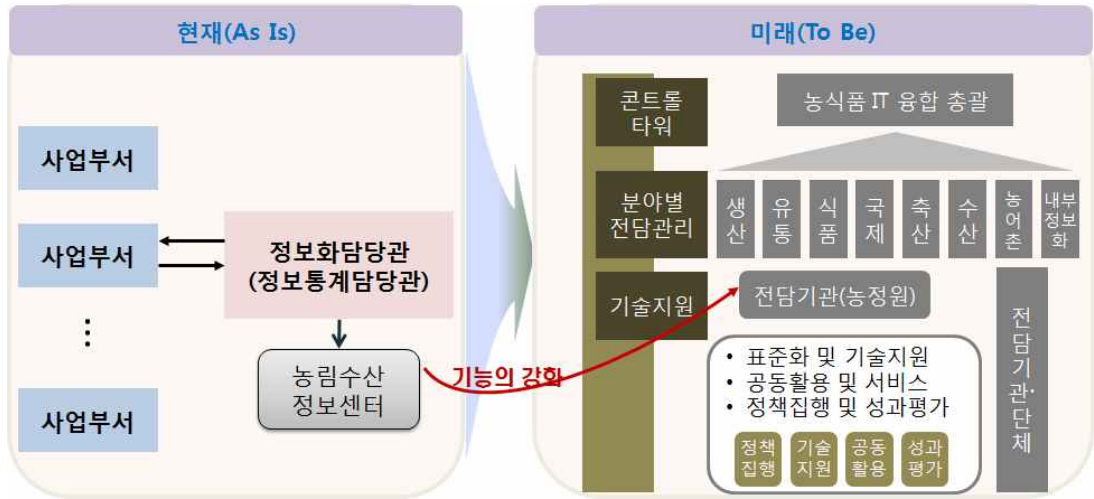 현재(As Is)
사업부서
사업부서
⋮
사업부서
정보화담당관
(정보통계담당관)
농림수산
정보센터
기능의 강화
미래(To Be)
콘트롤
타워
농식품 IT 융합 총괄
분야별
전담관리
생산
유통
식품
국제
축산
수산
농어촌
내부
정보
화
기술지원
전담기관(농정원)
• 표준화 및 기술지원
• 공동활용 및 서비스
• 정책집행 및 성과평가
정책
집행
기술
지원
공동
활용
성과
평가
전담기관·단체